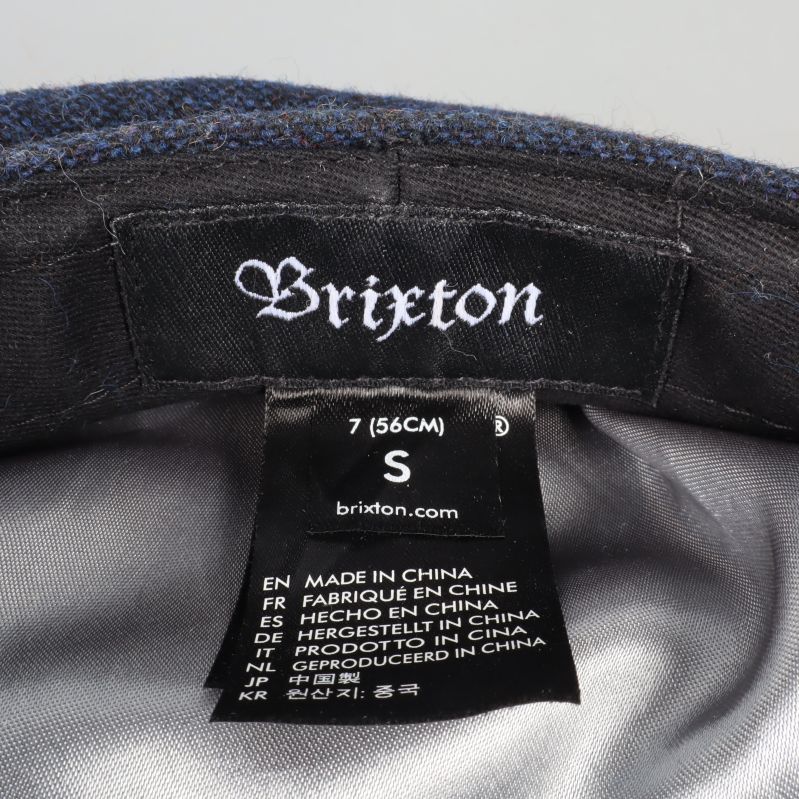 Brixton
7 (56CM) ®
S
brixton.com
EN MADE IN CHINA
FR FABRIQUÉ EN CHINE
ES HECHO EN CHINA
DE HERGESTELLT IN CHINA
IT PRODOTTO IN CINA
NL GEPRODUCEERD IN CHINA
JP 中国製
KR 원산지: 중국